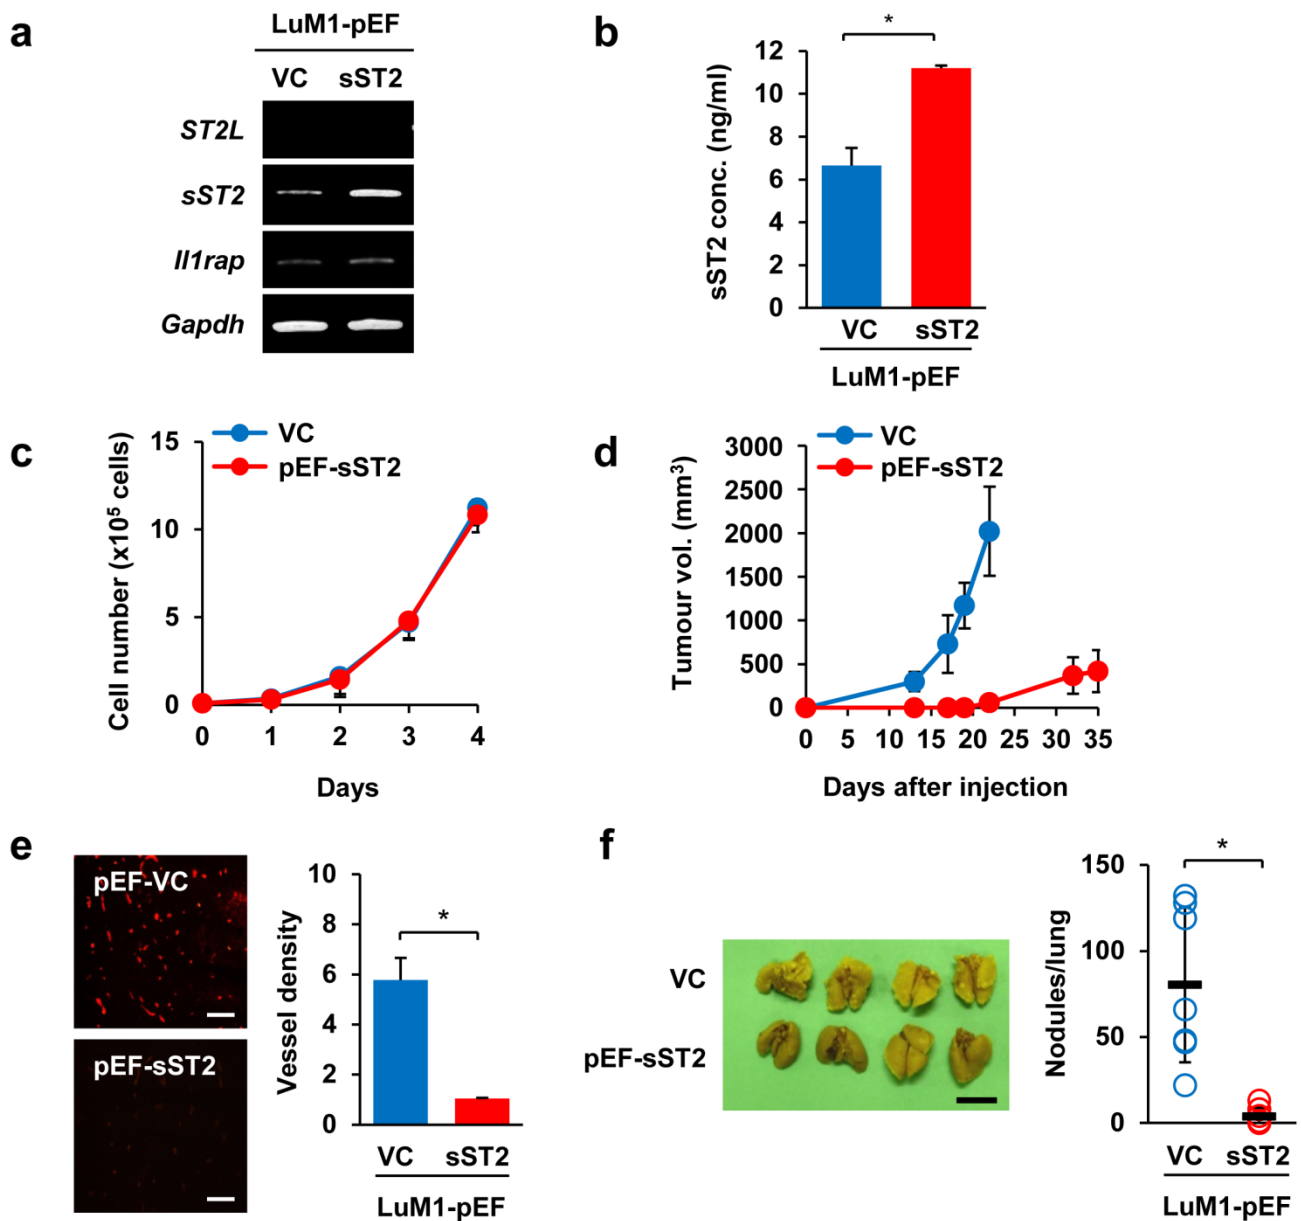 a
LuM1-pEF
VC sST2
ST2L
sST2
Il1rap
Gapdh
b
*
sST2 conc. (ng/ml)
12
10
8
6
4
2
0
VC sST2
LuM1-pEF
c
VC
pEF-sST2
Cell number (x10⁵ cells)
15
10
5
0
0 1 2 3 4
Days
d
VC
pEF-sST2
Tumour vol. (mm³)
3000
2500
2000
1500
1000
500
0
0 5 10 15 20 25 30 35
Days after injection
e
pEF-VC
pEF-sST2
Vessel density
10
8
6
4
2
0
*
VC sST2
LuM1-pEF
f
VC
pEF-sST2
Nodules/lung
150
100
50
0
*
VC sST2
LuM1-pEF